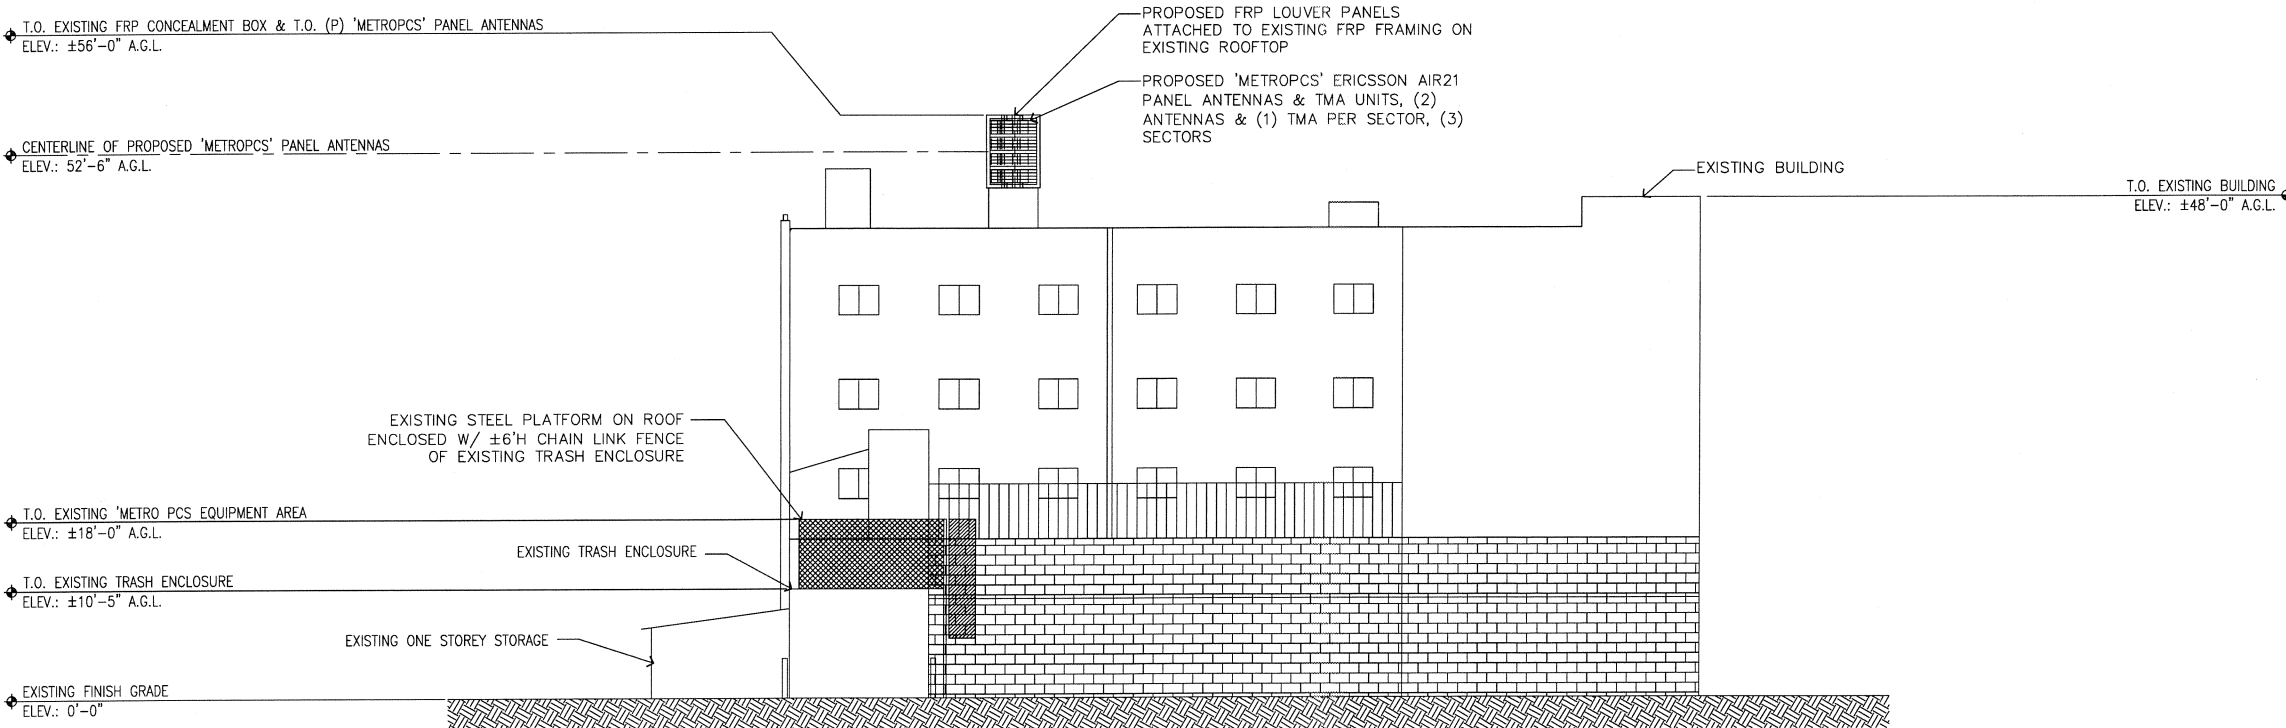 T.O. EXISTING FRP CONCEALMENT BOX & T.O. (P) 'METROPCS' PANEL ANTENNAS
ELEV.: ±56'-0" A.G.L.
PROPOSED FRP LOUVER PANELS
ATTACHED TO EXISTING FRP FRAMING ON
EXISTING ROOFTOP
PROPOSED 'METROPCS' ERICSSON AIR21
PANEL ANTENNAS & TMA UNITS, (2)
ANTENNAS & (1) TMA PER SECTOR, (3)
SECTORS
CENTERLINE OF PROPOSED 'METROPCS' PANEL ANTENNAS
ELEV.: 52'-6" A.G.L.
EXISTING BUILDING
T.O. EXISTING BUILDING
ELEV.: ±48'-0" A.G.L.
EXISTING STEEL PLATFORM ON ROOF
ENCLOSED W/ ±6'H CHAIN LINK FENCE
OF EXISTING TRASH ENCLOSURE
T.O. EXISTING 'METRO PCS EQUIPMENT AREA
ELEV.: ±18'-0" A.G.L.
EXISTING TRASH ENCLOSURE
T.O. EXISTING TRASH ENCLOSURE
ELEV.: ±10'-5" A.G.L.
EXISTING ONE STOREY STORAGE
EXISTING FINISH GRADE
ELEV.: 0'-0"